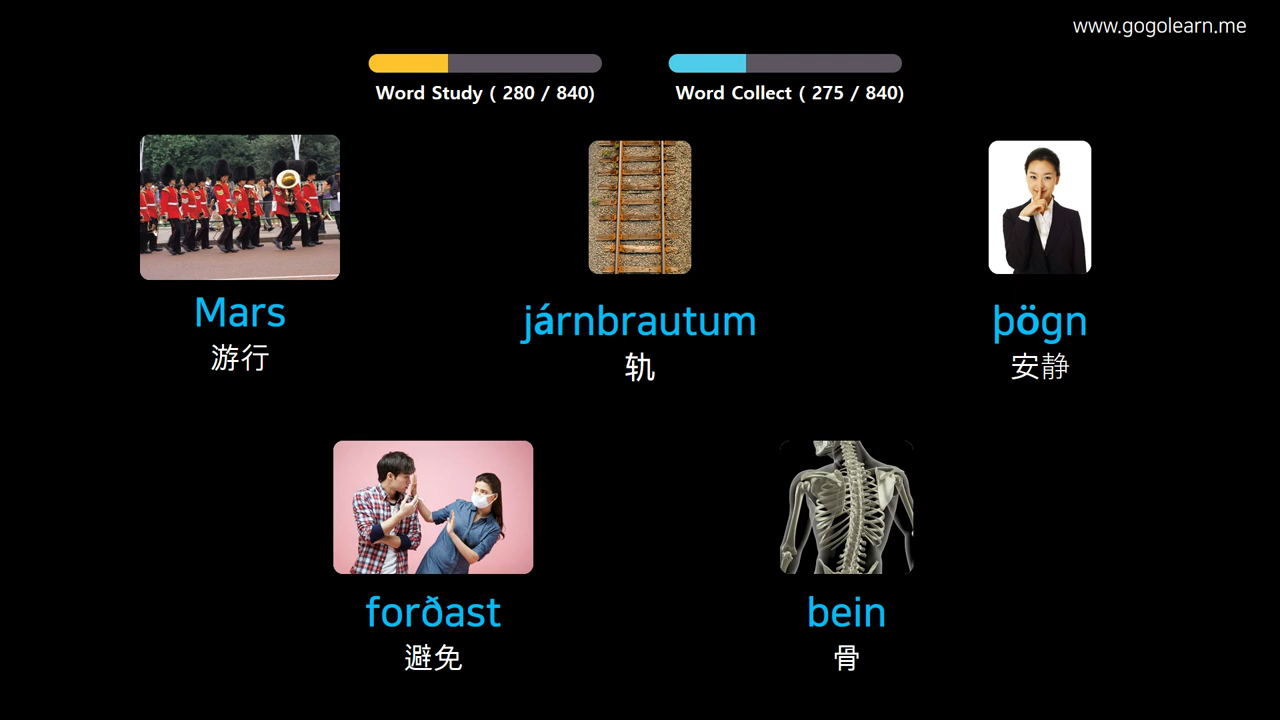 www.gogolearn.me
Word Study ( 280 / 840)
Word Collect ( 275 / 840)
Mars
游行
járnbrautum
轨
þögn
安静
forðast
避免
bein
骨